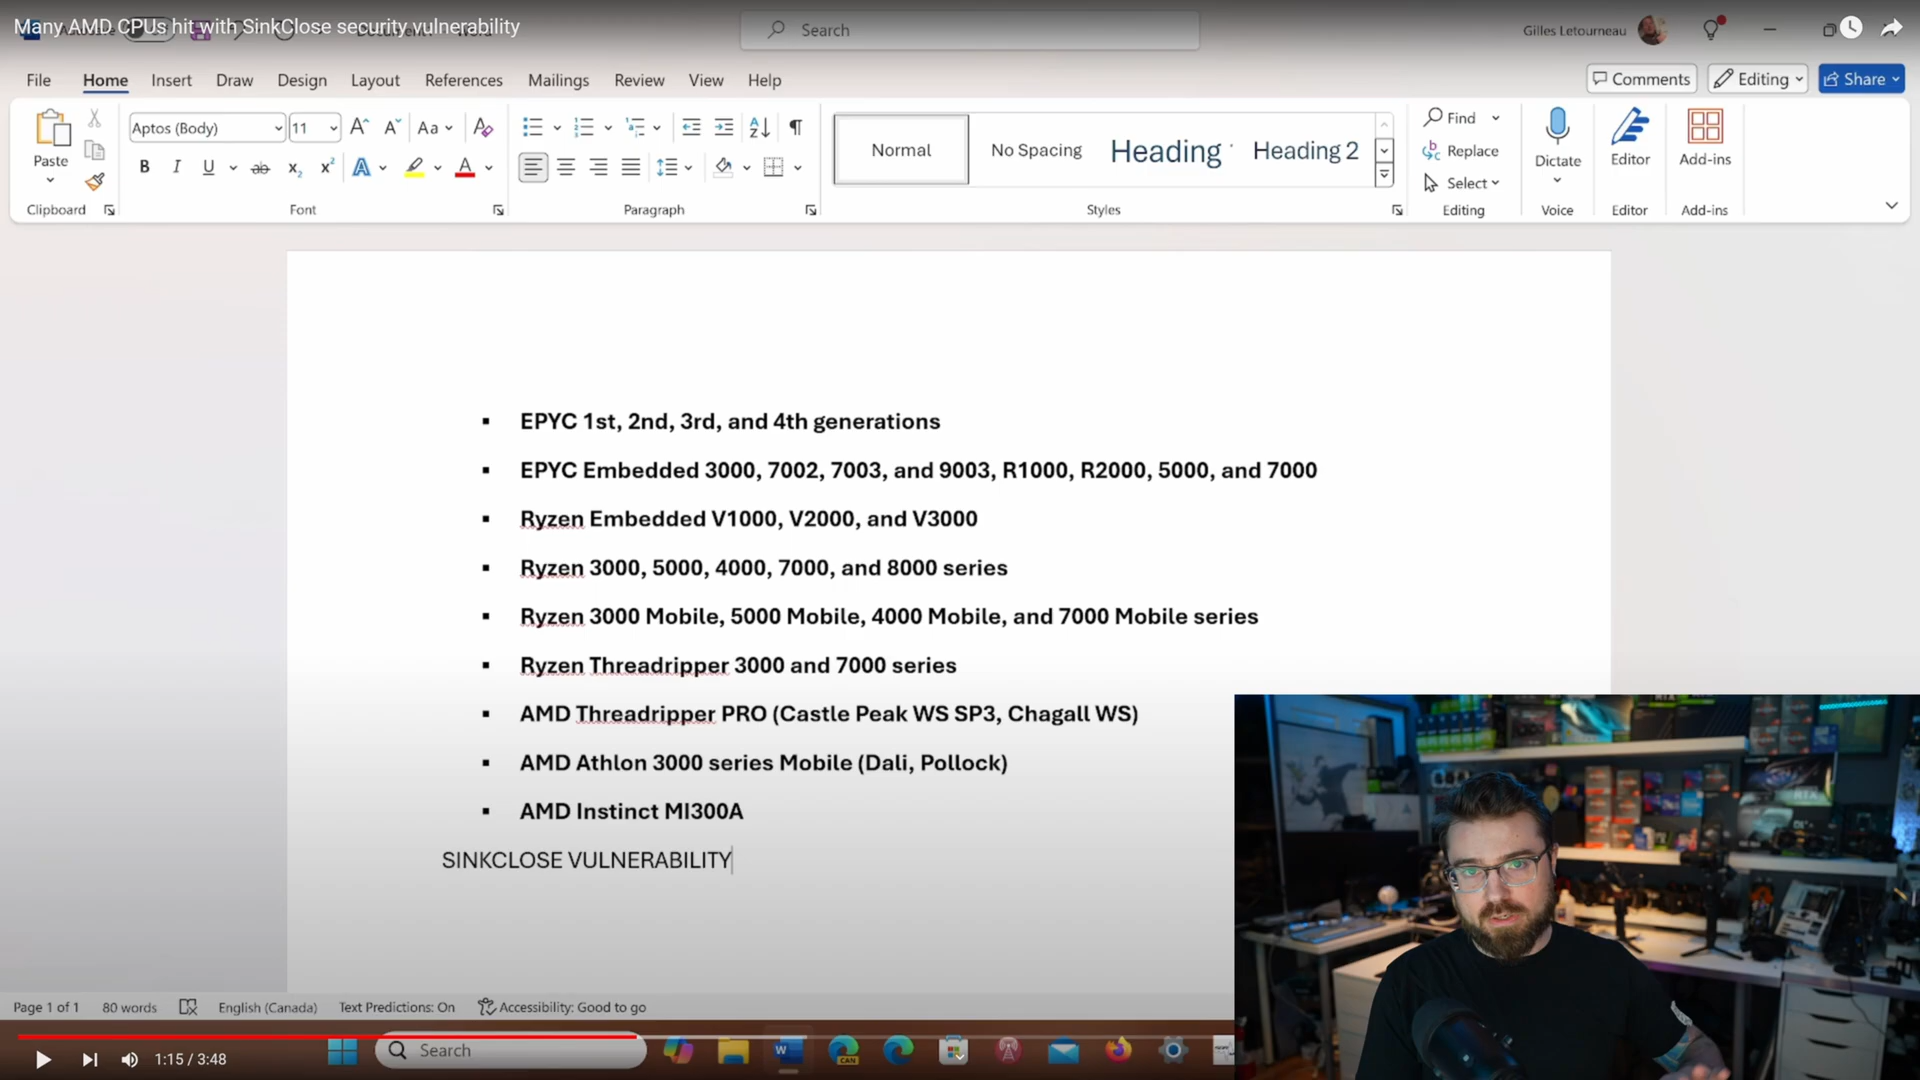 Many AMD CPUs hit with SinkClose security vulnerability
Search
Gilles Letourneau
File Home Insert Draw Design Layout References Mailings Review View Help
Comments Editing Share
Paste
Aptos (Body) 11
Aa
B I U ab x₂ x² A A
Normal
No Spacing
Heading
Heading 2
Find
Replace
Select
Dictate
Editor
Add-ins
Clipboard Font Paragraph Styles Editing Voice Editor Add-ins
▪ EPYC 1st, 2nd, 3rd, and 4th generations
▪ EPYC Embedded 3000, 7002, 7003, and 9003, R1000, R2000, 5000, and 7000
▪ Ryzen Embedded V1000, V2000, and V3000
▪ Ryzen 3000, 5000, 4000, 7000, and 8000 series
▪ Ryzen 3000 Mobile, 5000 Mobile, 4000 Mobile, and 7000 Mobile series
▪ Ryzen Threadripper 3000 and 7000 series
▪ AMD Threadripper PRO (Castle Peak WS SP3, Chagall WS)
▪ AMD Athlon 3000 series Mobile (Dali, Pollock)
▪ AMD Instinct MI300A
SINKCLOSE VULNERABILITY
Page 1 of 1 80 words English (Canada) Text Predictions: On Accessibility: Good to go
1:15 / 3:48
Search
W
CAN